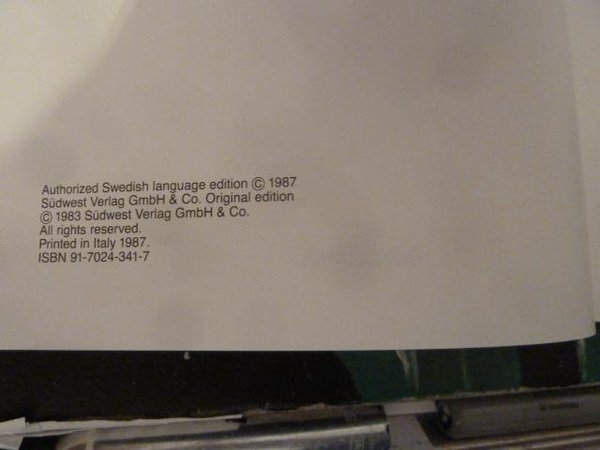 Authorized Swedish language edition © 1987
Südwest Verlag GmbH & Co. Original edition
© 1983 Südwest Verlag GmbH & Co.
All rights reserved.
Printed in Italy 1987.
ISBN 91-7024-341-7